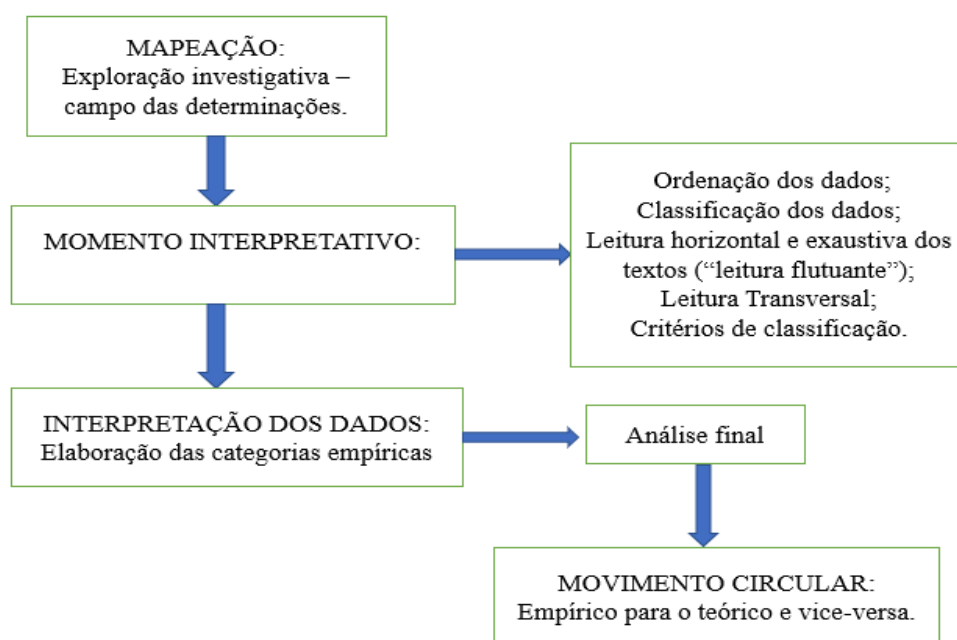 MAPEAÇÃO:
Exploração investigativa –
campo das determinações.
MOMENTO INTERPRETATIVO:
Ordenação dos dados;
Classificação dos dados;
Leitura horizontal e exaustiva dos
textos (“leitura flutuante”);
Leitura Transversal;
Critérios de classificação.
INTERPRETAÇÃO DOS DADOS:
Elaboração das categorias empíricas
Análise final
MOVIMENTO CIRCULAR:
Empírico para o teórico e vice-versa.